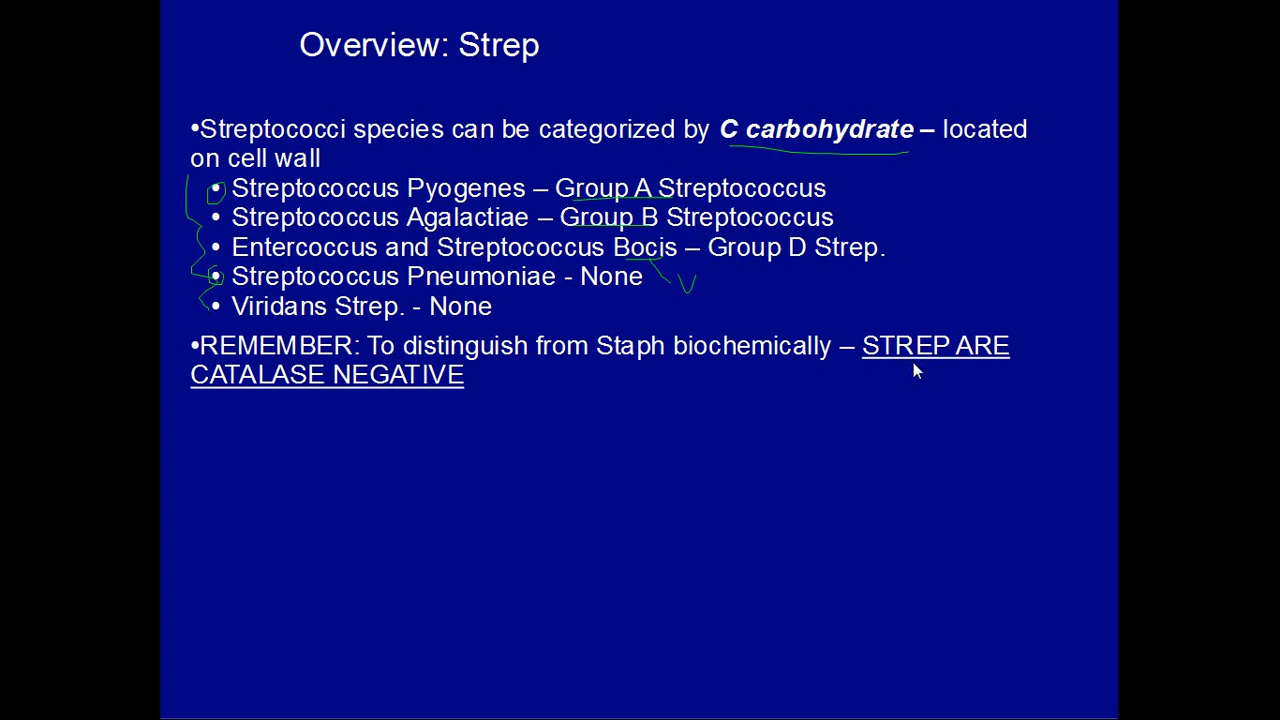 Overview: Strep
•Streptococci species can be categorized by C carbohydrate – located
on cell wall
• Streptococcus Pyogenes – Group A Streptococcus
• Streptococcus Agalactiae – Group B Streptococcus
• Entercoccus and Streptococcus Bocis – Group D Strep.
• Streptococcus Pneumoniae - None
V
• Viridans Strep. - None
•REMEMBER: To distinguish from Staph biochemically – STREP ARE
CATALASE NEGATIVE